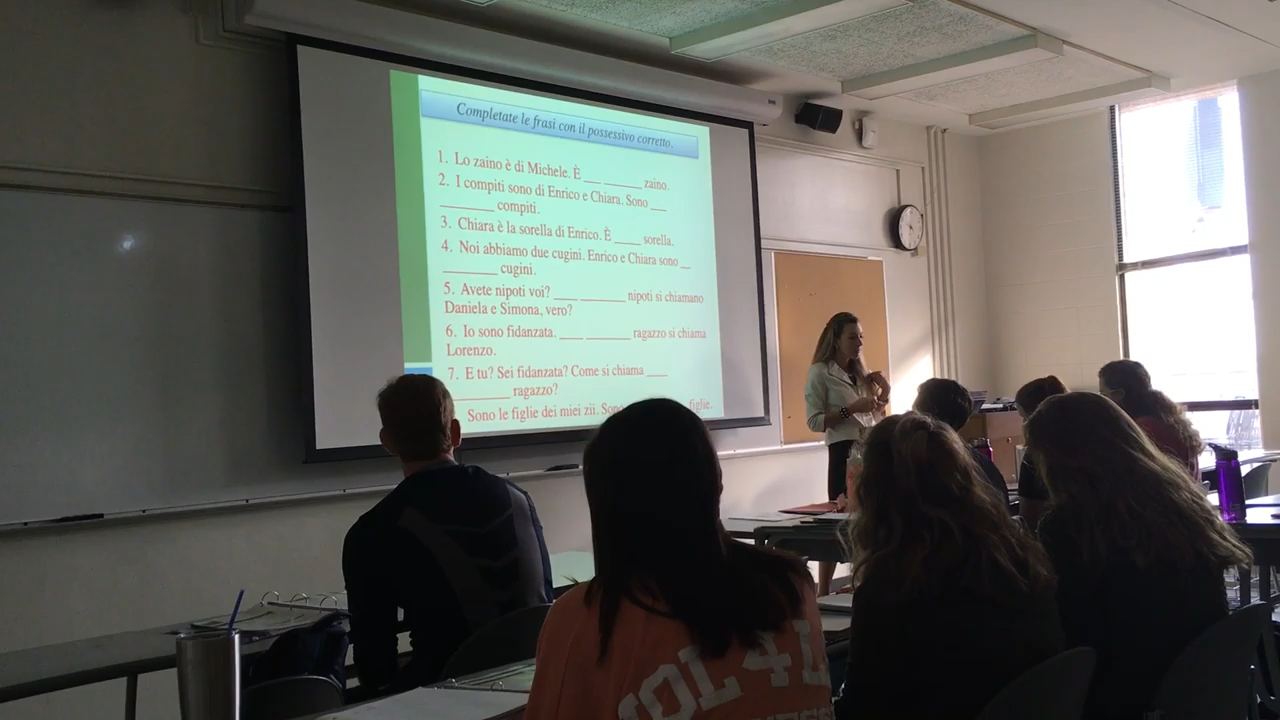 Completate le frasi con il possessivo corretto.
1. Lo zaino è di Michele. È ___ ______ zaino.
2. I compiti sono di Enrico e Chiara. Sono ___
________ compiti.
3. Chiara è la sorella di Enrico. È ____ sorella.
4. Noi abbiamo due cugini. Enrico e Chiara sono __
________ cugini.
5. Avete nipoti voi? ____ _______ nipoti si chiamano
Daniela e Simona, vero?
6. Io sono fidanzata. ____ _______ ragazzo si chiama
Lorenzo.
7. E tu? Sei fidanzata? Come si chiama ____
________ ragazzo?
Sono le figlie dei miei zii. figlie.
VOL 4 L